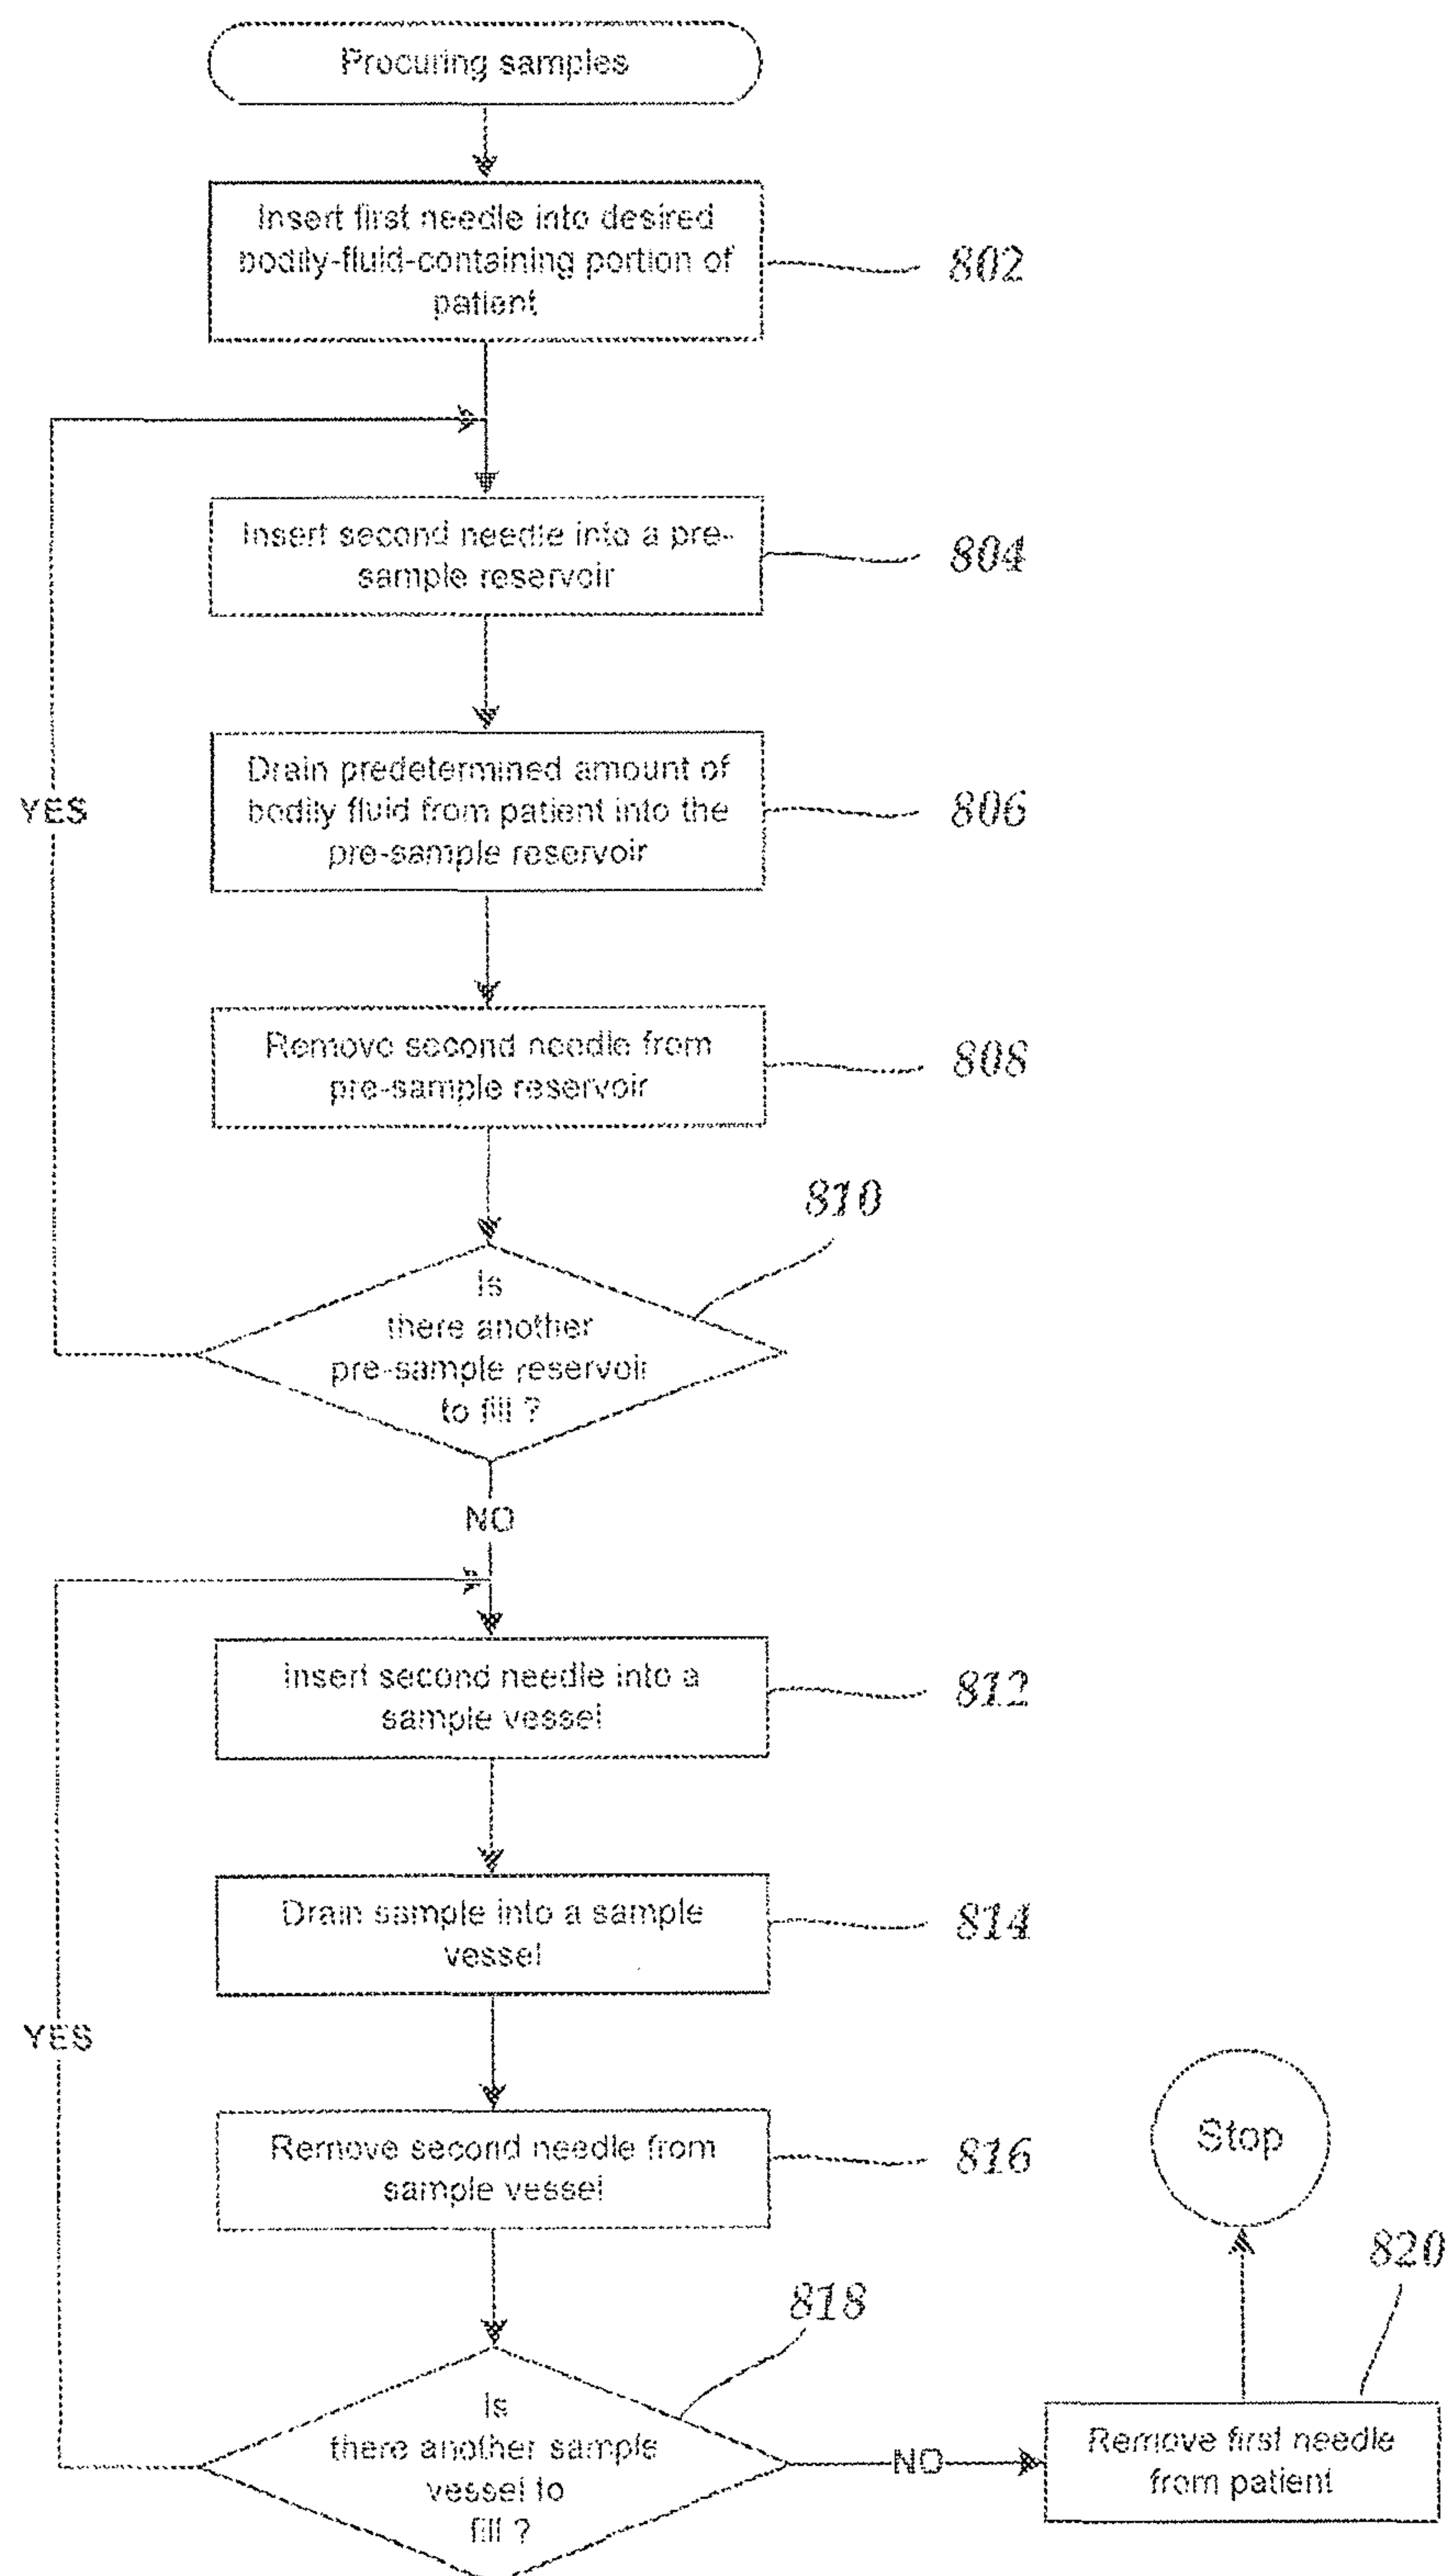 Procuring samples
Insert first needle into desired
bodily-fluid-containing portion of
patient
802
Insert second needle into a pre-
sample reservoir
804
Drain predetermined amount of
bodily fluid from patient into the
pre-sample reservoir
806
YES
Remove second needle from
pre-sample reservoir
808
810
Is
there another
pre-sample reservoir
to fill ?
NO
Insert second needle into a
sample vessel
812
Drain sample into a sample
vessel
814
YES
Remove second needle from
sample vessel
816
Stop
818
820
Is
there another sample
vessel to
fill ?
NO
Remove first needle
from patient